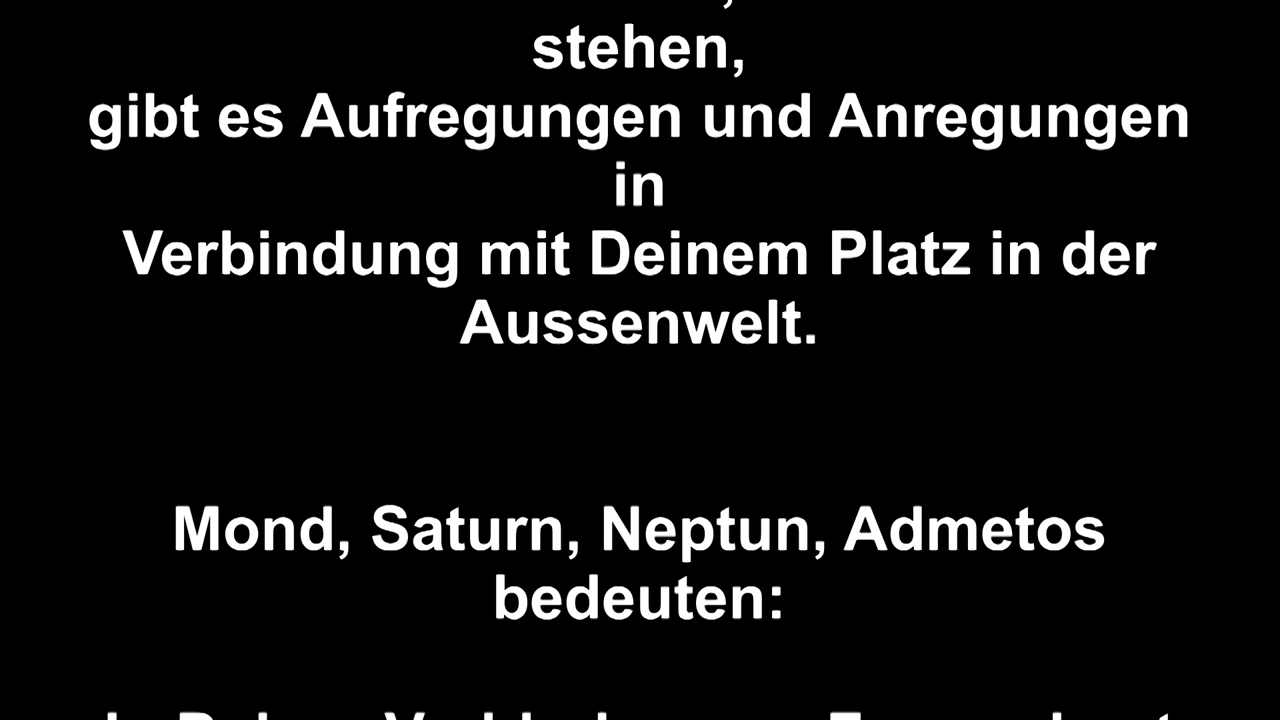 stehen,
gibt es Aufregungen und Anregungen
in
Verbindung mit Deinem Platz in der
Aussenwelt.
Mond, Saturn, Neptun, Admetos
bedeuten: